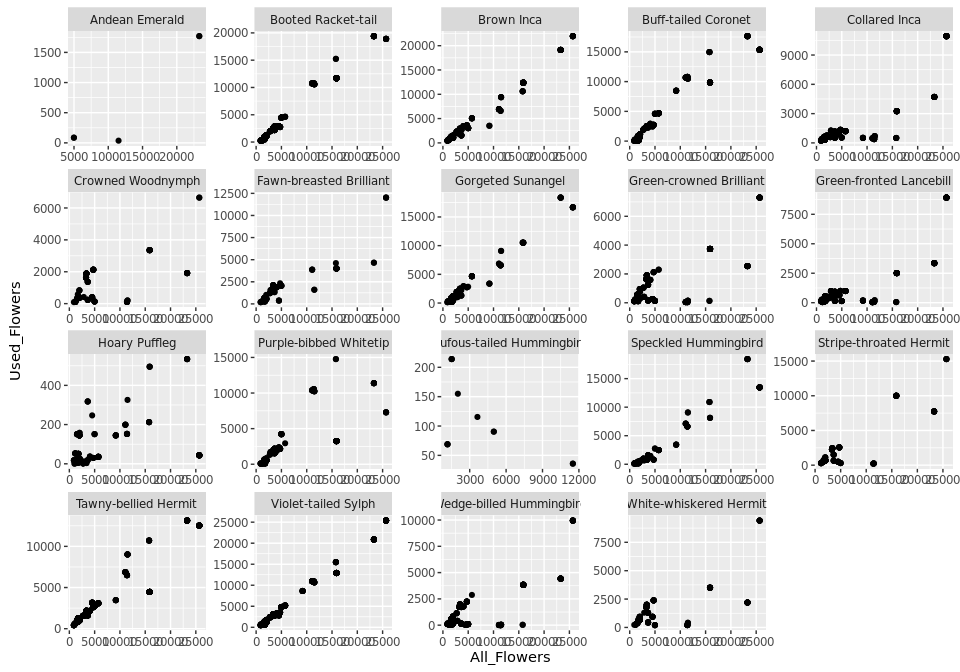 Andean Emerald Booted Racket-tail Brown Inca Buff-tailed Coronet Collared Inca
1500 1000 500 0 20000 15000 10000 5000 0 20000 15000 10000 5000 0 15000 10000 5000 0 9000 6000 3000 0
5000 10000 15000 20000 0 5000 10000 15000 20000 25000 0 5000 10000 15000 20000 25000 0 5000 10000 15000 20000 25000 0 5000 10000 15000 20000 25000
Crowned Woodnymph Fawn-breasted Brilliant Gorgeted Sunangel Green-crowned Brilliant Green-fronted Lancebill
6000 4000 2000 0 12500 10000 7500 5000 2500 0 20000 15000 10000 5000 0 6000 4000 2000 0 7500 5000 2500 0
0 5000 10000 15000 20000 25000 0 5000 10000 15000 20000 25000 0 5000 10000 15000 20000 25000 0 5000 10000 15000 20000 25000 0 5000 10000 15000 20000 25000
Used_Flowers
Hoary Puffleg Purple-bibbed Whitetip ufous-tailed Hummingbir Speckled Hummingbird Stripe-throated Hermit
400 200 0 15000 10000 5000 0 200 150 100 50 15000 10000 5000 0 15000 10000 5000 0
0 5000 10000 15000 20000 25000 0 5000 10000 15000 20000 25000 3000 6000 9000 12000 0 5000 10000 15000 20000 25000 0 5000 10000 15000 20000 25000
Tawny-bellied Hermit Violet-tailed Sylph Wedge-billed Hummingbir White-whiskered Hermit
10000 5000 0 25000 20000 15000 10000 5000 0 10000 7500 5000 2500 0 7500 5000 2500 0
0 5000 10000 15000 20000 25000 0 5000 10000 15000 20000 25000 0 5000 10000 15000 20000 25000 0 5000 10000 15000 20000 25000
All_Flowers